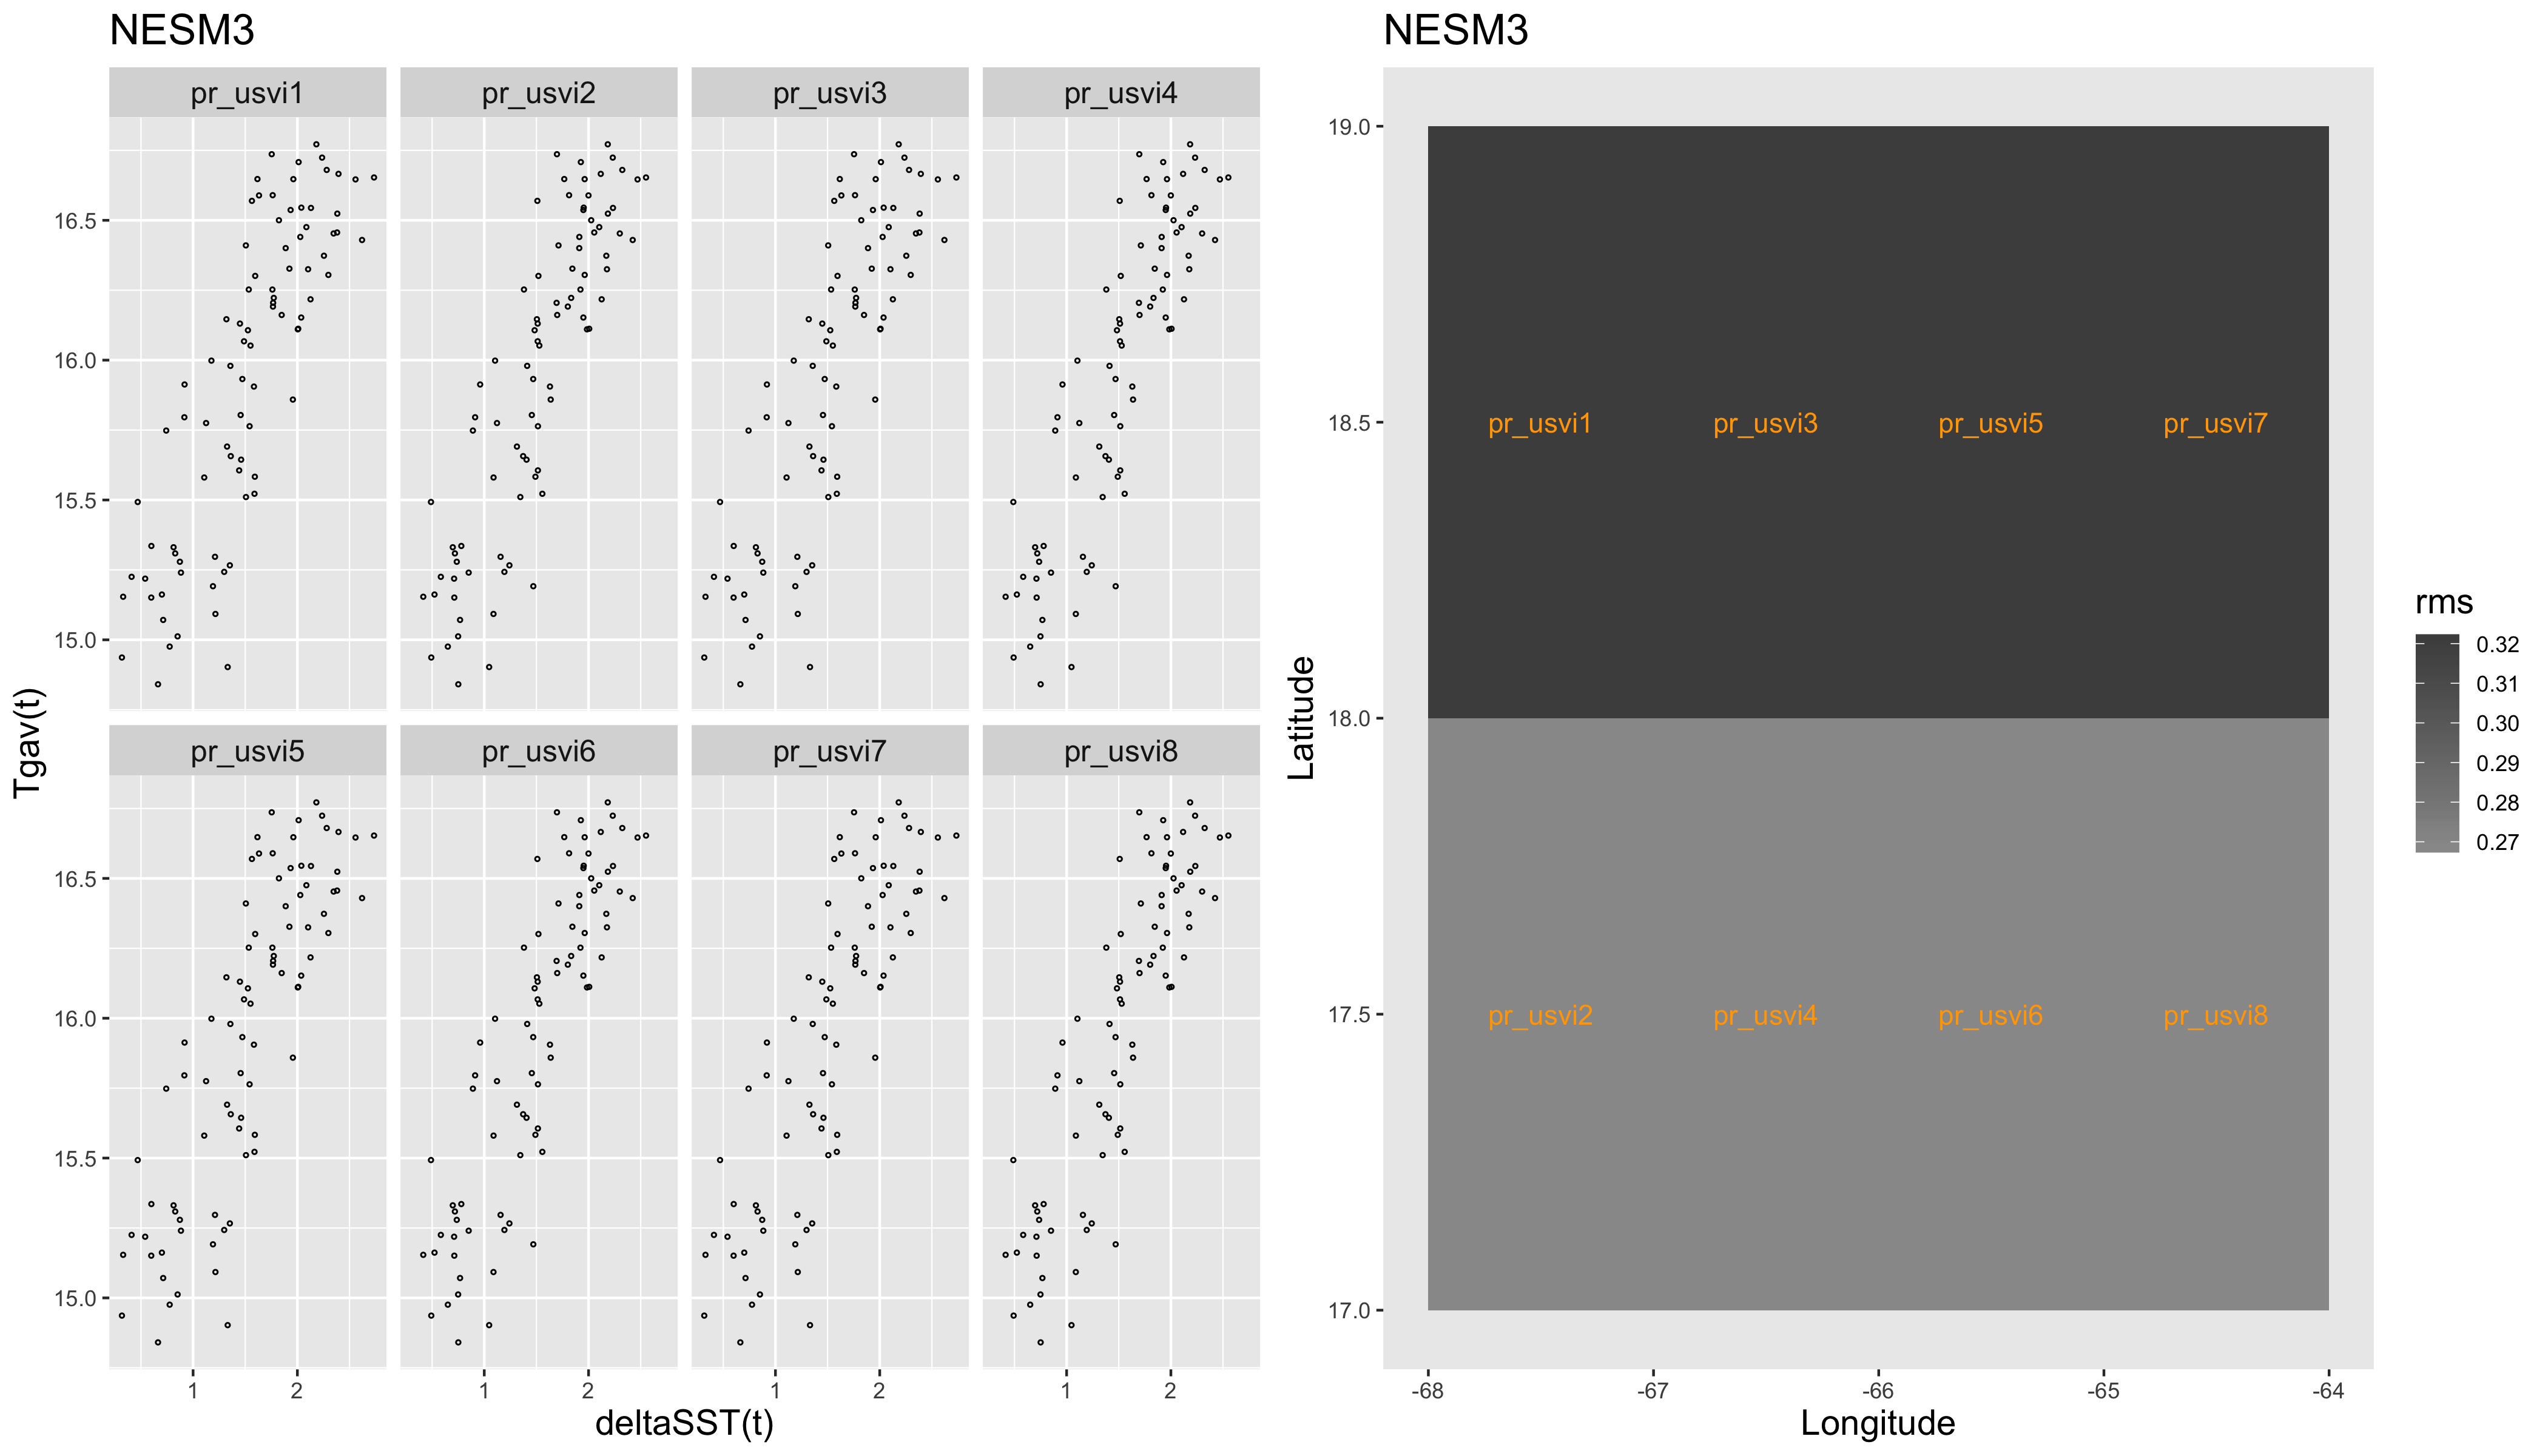 NESM3
pr_usvi1 pr_usvi2 pr_usvi3 pr_usvi4
16.5
16.0
15.5
15.0
Tgav(t)
pr_usvi5 pr_usvi6 pr_usvi7 pr_usvi8
16.5
16.0
15.5
15.0
1 2 1 2 1 2 1 2
deltaSST(t)
NESM3
19.0
18.5
18.0
17.5
17.0
Latitude
pr_usvi1 pr_usvi3 pr_usvi5 pr_usvi7
pr_usvi2 pr_usvi4 pr_usvi6 pr_usvi8
-68 -67 -66 -65 -64
Longitude
rms
0.32
0.31
0.30
0.29
0.28
0.27